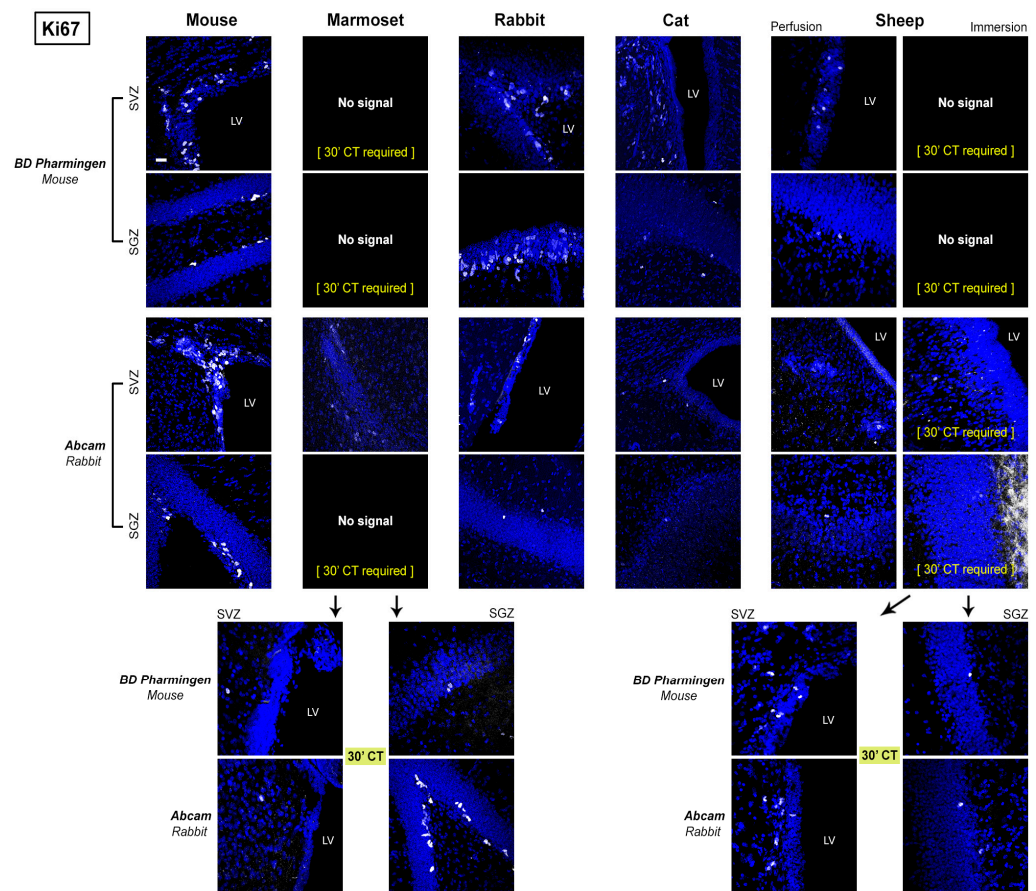 Ki67
Mouse
Marmoset
Rabbit
Cat
Sheep
Perfusion
Immersion
BD Pharmingen
Mouse
SVZ
LV
No signal
[ 30' CT required ]
LV
LV
LV
No signal
[ 30' CT required ]
SGZ
No signal
[ 30' CT required ]
No signal
[ 30' CT required ]
Abcam
Rabbit
SVZ
LV
LV
LV
LV
LV
[ 30' CT required ]
SGZ
No signal
[ 30' CT required ]
[ 30' CT required ]
SVZ
SGZ
BD Pharmingen
Mouse
LV
30' CT
Abcam
Rabbit
LV
SVZ
SGZ
BD Pharmingen
Mouse
LV
30' CT
Abcam
Rabbit
LV